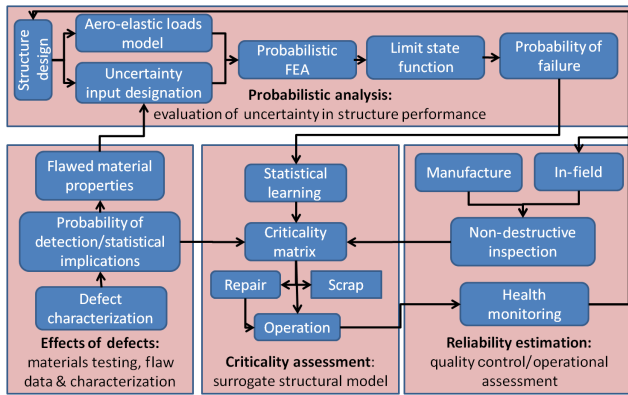 Structure
design
Aero-elastic loads
model
Uncertainty
input designation
Probabilistic
FEA
Limit state
function
Probability of
failure
Probabilistic analysis:
evaluation of uncertainty in structure performance
Flawed material
properties
Probability of
detection/statistical
implications
Defect
characterization
Effects of defects:
materials testing, flaw
data & characterization
Statistical
learning
Criticality
matrix
Repair
Scrap
Operation
Criticality assessment:
surrogate structural model
Manufacture
In-field
Non-destructive
inspection
Health
monitoring
Reliability estimation:
quality control/operational
assessment